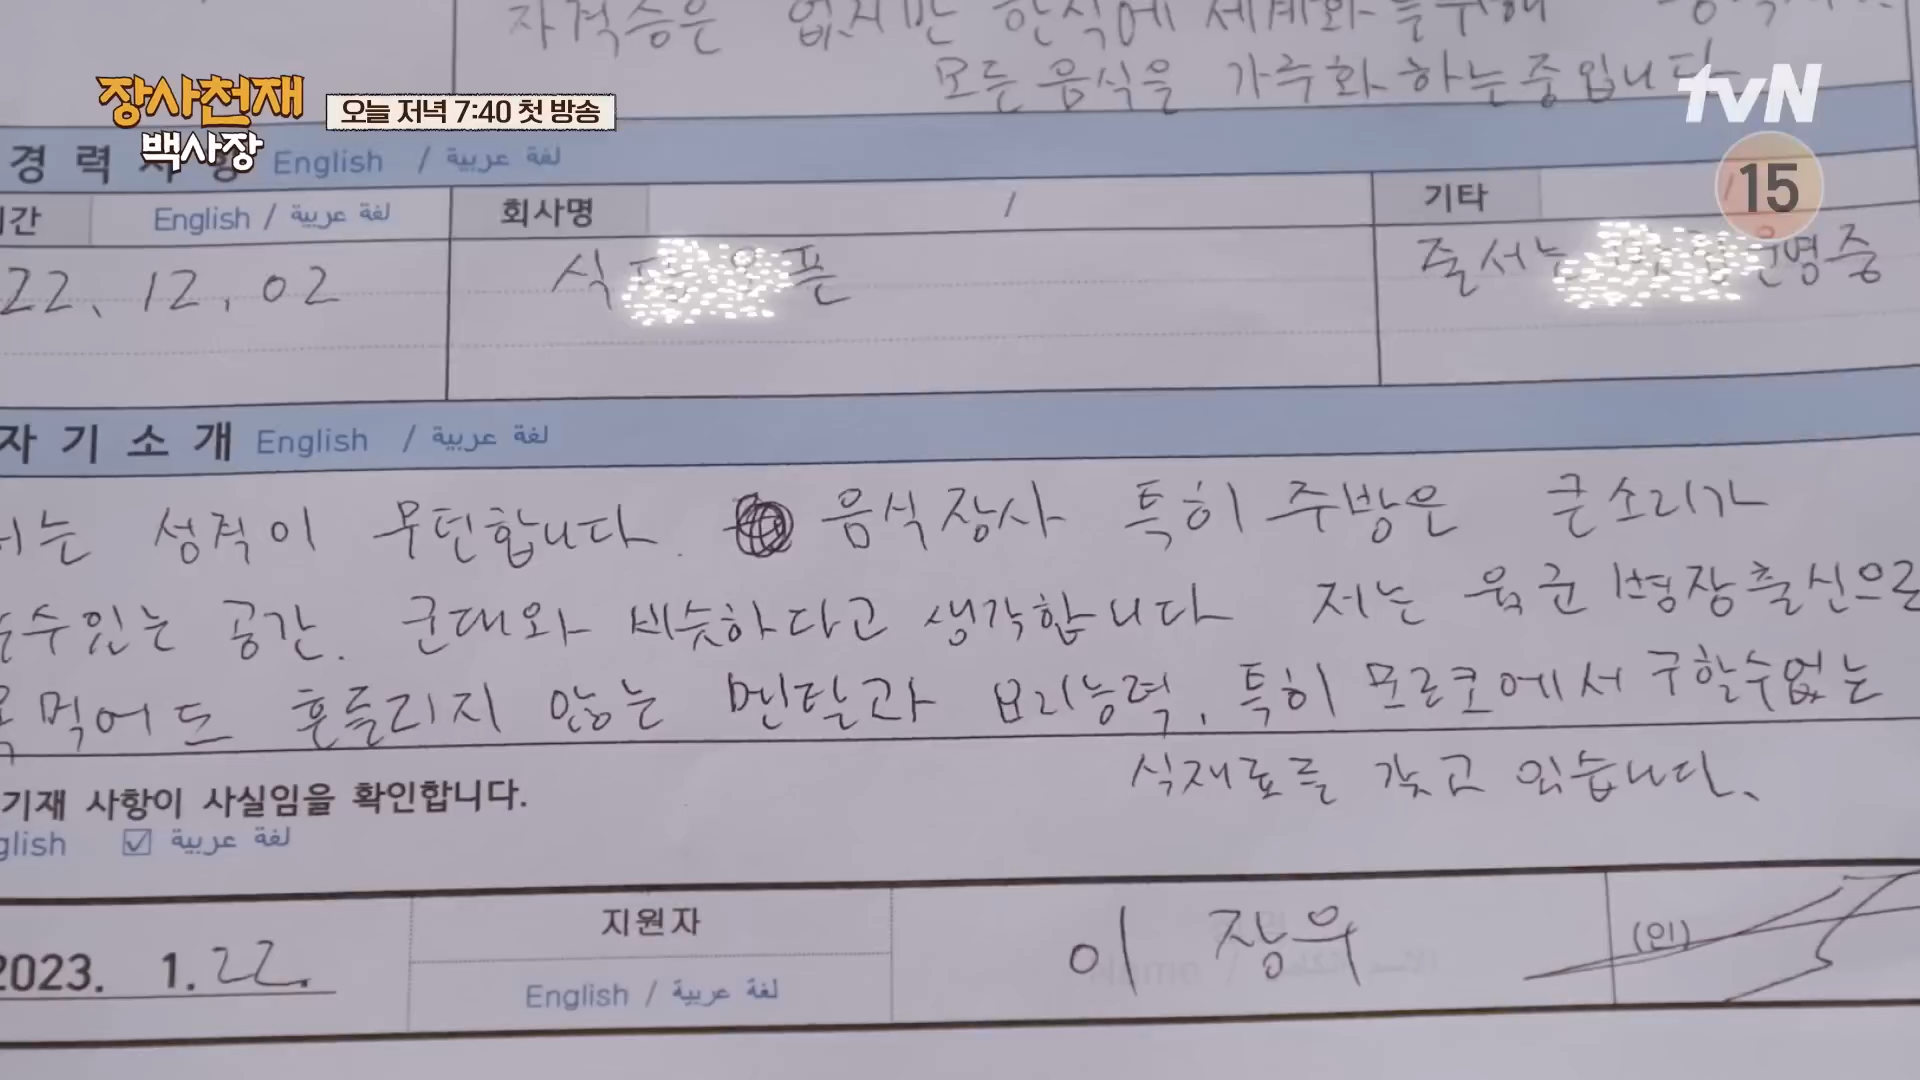 자격증은 없지만 한식에 세계화를 위해
모든 음식을 가루화 하는중입니다
장사천재
백사장
오늘 저녁 7:40 첫 방송
tvN
15
경력사항 English / لغة عربية
간 English / لغة عربية 회사명 / 기타 /
22. 12. 02 식 픈 줄서는 운영중
자기소개 English / لغة عربية
저는 성적이 무던합니다. 음식장사 특히 주방은 큰소리가
수있는 공간. 군대와 비슷하다고 생각합니다 저는 육군 병장출신으로
욕먹어도 흔들리지 않는 멘탈과 요리능력, 특히 모로코에서 구할수없는
식재료를 갖고 있습니다.
기재 사항이 사실임을 확인합니다.
glish ☑ لغة عربية
2023. 1. 22. 지원자 이 장우 (인)
English / لغة عربية